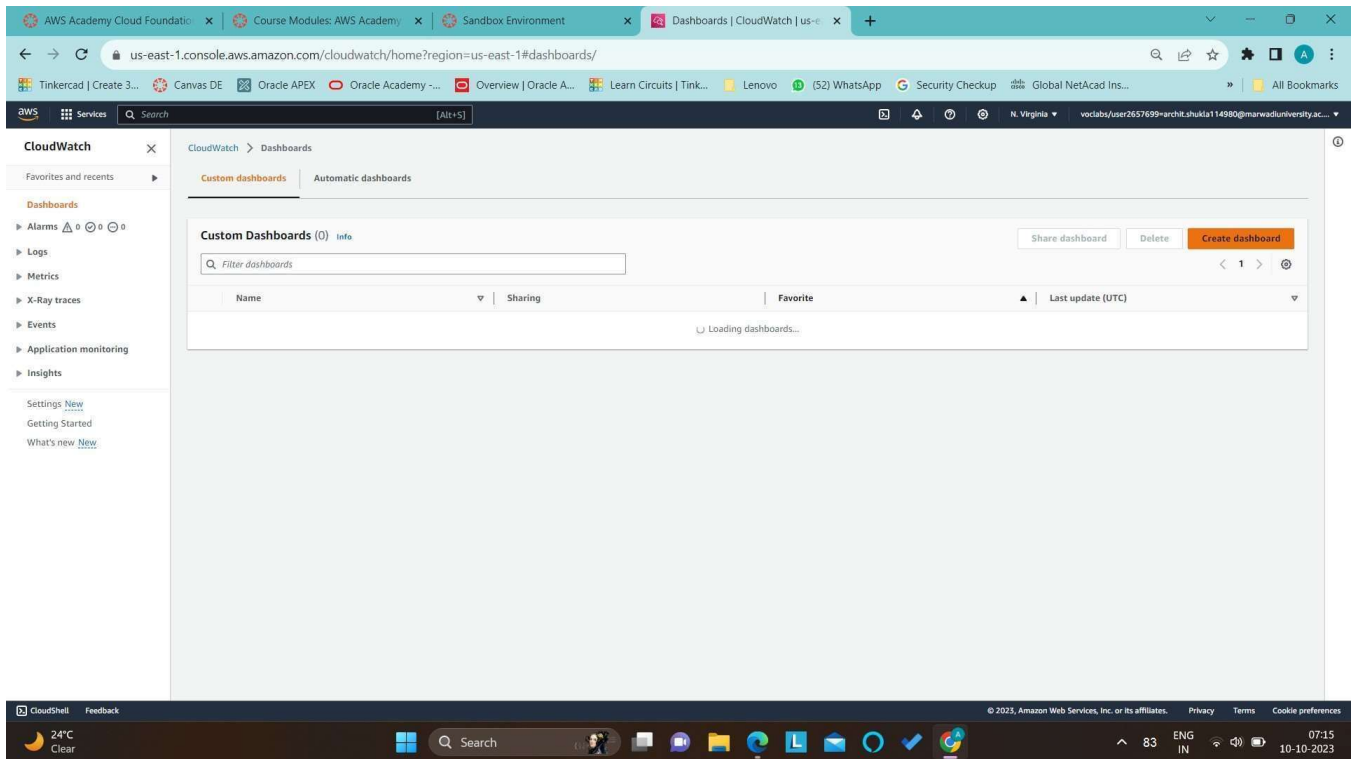 AWS Academy Cloud Foundatio
Course Modules: AWS Academy
Sandbox Environment
Dashboards | CloudWatch | us-e
us-east-1.console.aws.amazon.com/cloudwatch/home?region=us-east-1#dashboards/
A
Tinkercad | Create 3...
Canvas DE
Oracle APEX
Oracle Academy -...
Overview | Oracle A...
Learn Circuits | Tink...
Lenovo
(52) WhatsApp
Security Checkup
Global NetAcad Ins...
»
All Bookmarks
aws
Services
Search
[Alt+S]
N. Virginia
voclabs/user2657699=archit.shukla114980@marwadiuniversity.ac....
CloudWatch
Favorites and recents
Dashboards
Alarms 0 0 0
Logs
Metrics
X-Ray traces
Events
Application monitoring
Insights
Settings New
Getting Started
What's new New
CloudWatch > Dashboards
Custom dashboards
Automatic dashboards
Custom Dashboards (0) Info
Share dashboard
Delete
Create dashboard
Filter dashboards
< 1 >
Name
Sharing
Favorite
Last update (UTC)
Loading dashboards...
CloudShell
Feedback
© 2023, Amazon Web Services, Inc. or its affiliates.
Privacy
Terms
Cookie preferences
24°C
Clear
Search
L
83
ENG
IN
07:15
10-10-2023